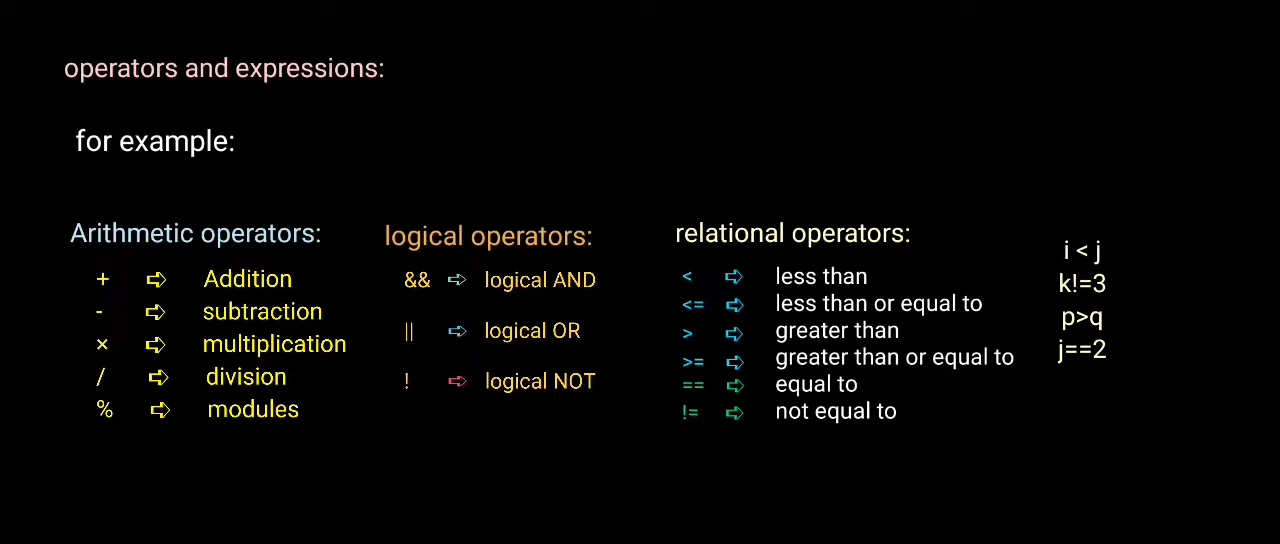 operators and expressions:
for example:
Arithmetic operators:
+ ⇨ Addition
- ⇨ subtraction
× ⇨ multiplication
/ ⇨ division
% ⇨ modules
logical operators:
&& ⇨ logical AND
|| ⇨ logical OR
! ⇨ logical NOT
relational operators:
< ⇨ less than
<= ⇨ less than or equal to
> ⇨ greater than
>= ⇨ greater than or equal to
== ⇨ equal to
!= ⇨ not equal to
i < j
k!=3
p>q
j==2